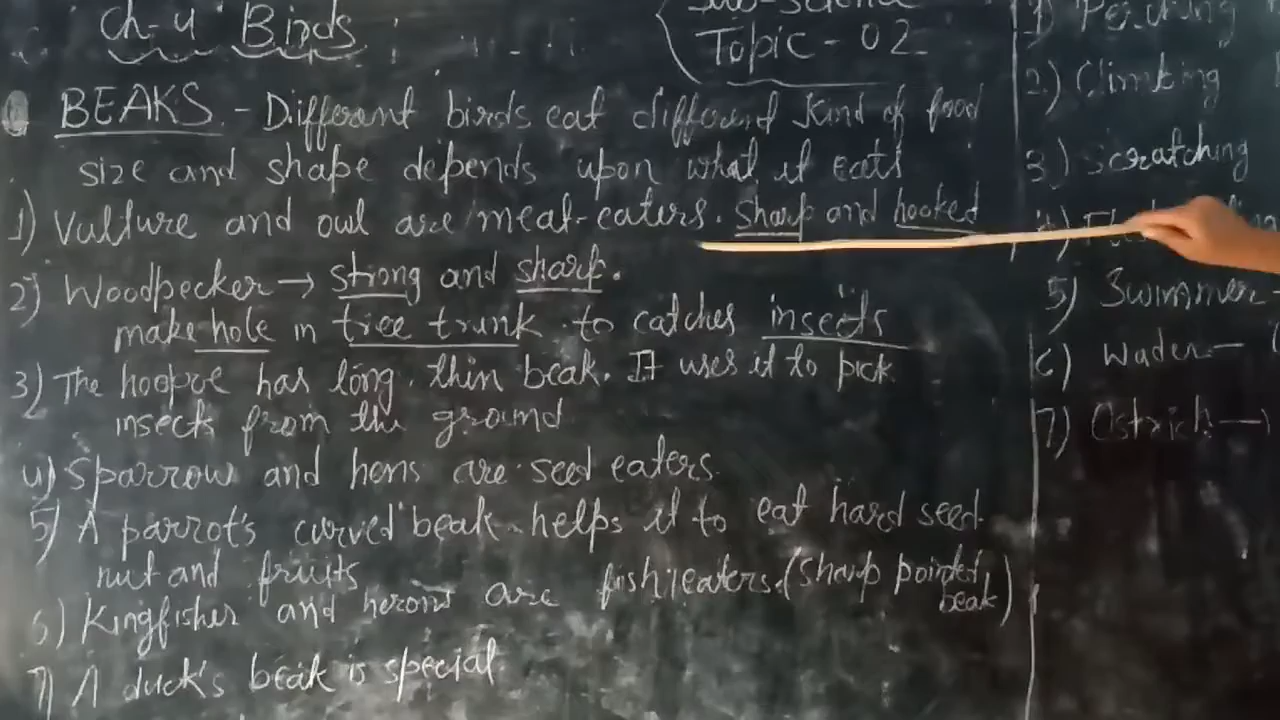 Ch-4 Birds
Topic - 02
BEAKS - Different birds eat different kind of food
size and shape depends upon what it eats
1) Vulture and owl are meat-eaters. Sharp and hooked
2) Woodpecker → strong and sharp.
make hole in tree trunk to catches insects
3) The hoopoe has long, thin beak. It uses it to pick
insects from the ground
4) Sparrow and hens are seed eaters.
5) A parrot's curved beak helps it to eat hard seed
nut and fruits
6) Kingfisher and herons are fish eaters. (sharp pointed
beak)
7) A duck's beak is special.
1) Perching
2) Climbing
3) Scratching
4)
5) Swimmer -
6) Wader -
7) Ostrich -